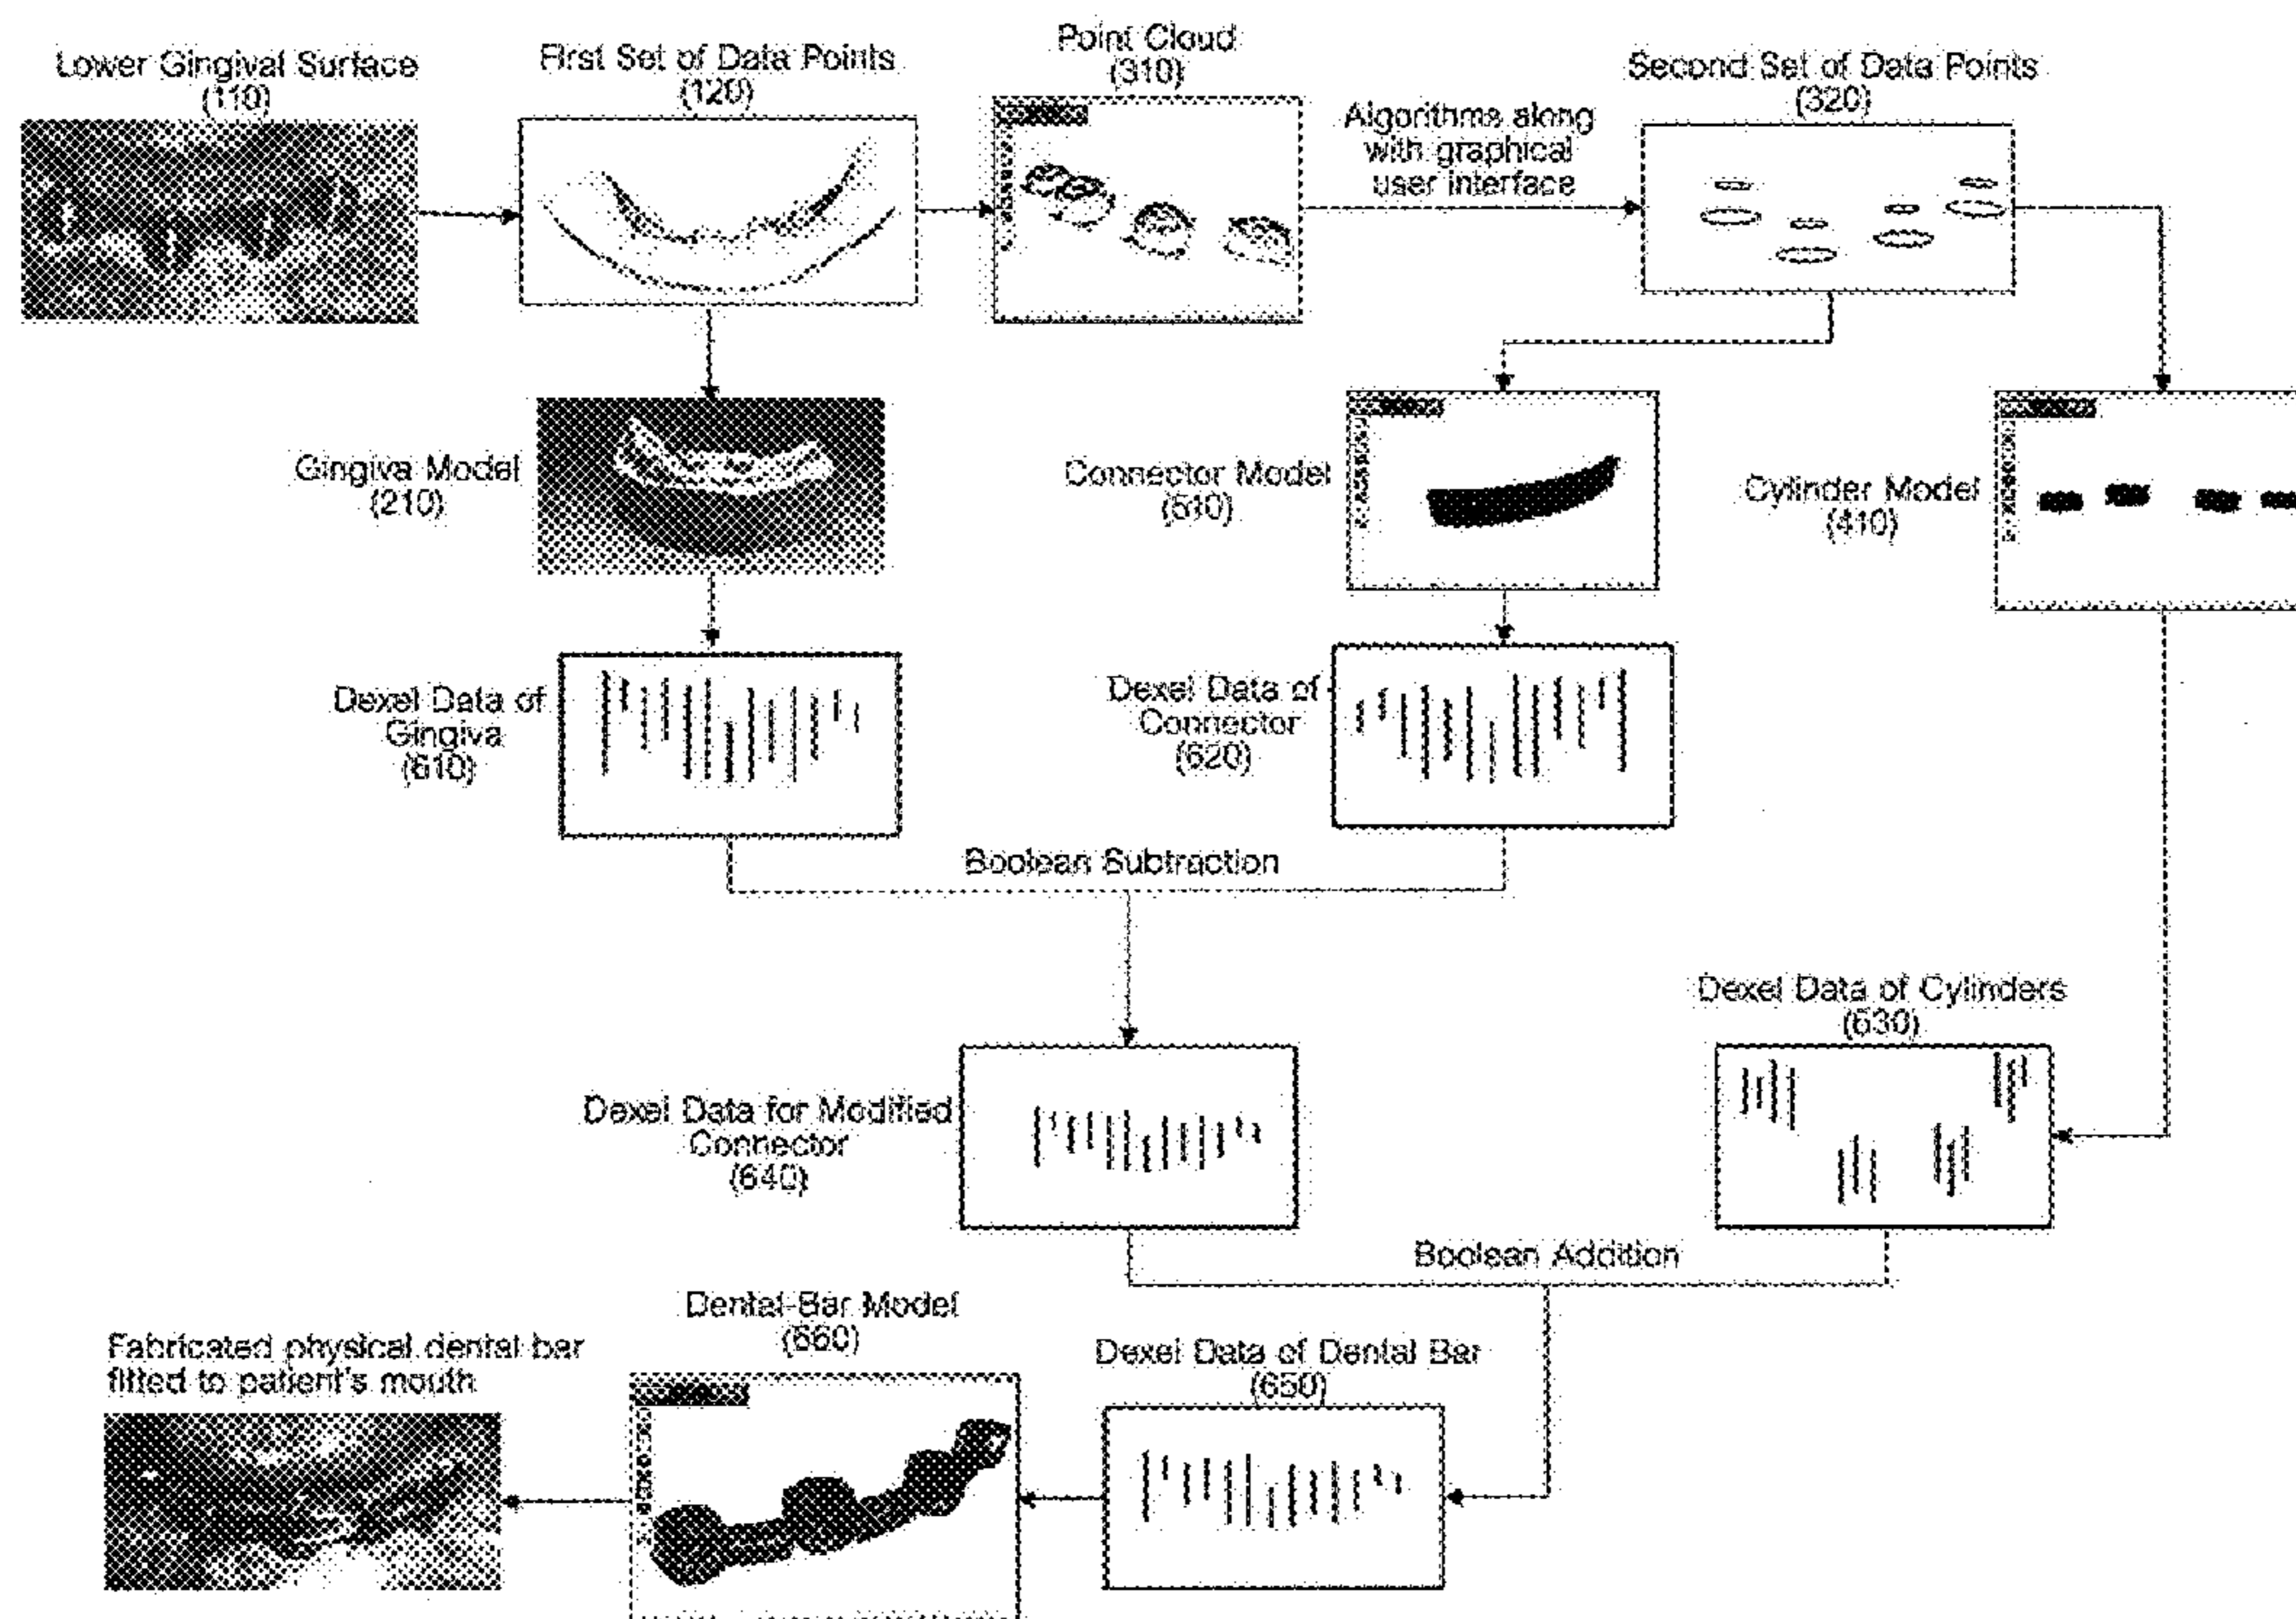 Lower Gingival Surface
(110)
First Set of Data Points
(120)
Point Cloud
(310)
Algorithms along
with graphical
user interface
Second Set of Data Points
(320)
Gingiva Model
(210)
Connector Model
(510)
Cylinder Model
(410)
Dexel Data of
Gingiva
(610)
Dexel Data of
Connector
(620)
Boolean Subtraction
Dexel Data of Cylinders
(630)
Dexel Data for Modified
Connector
(640)
Boolean Addition
Dental-Bar Model
(660)
Dexel Data of Dental Bar
(650)
Fabricated physical dental bar
fitted to patient's mouth